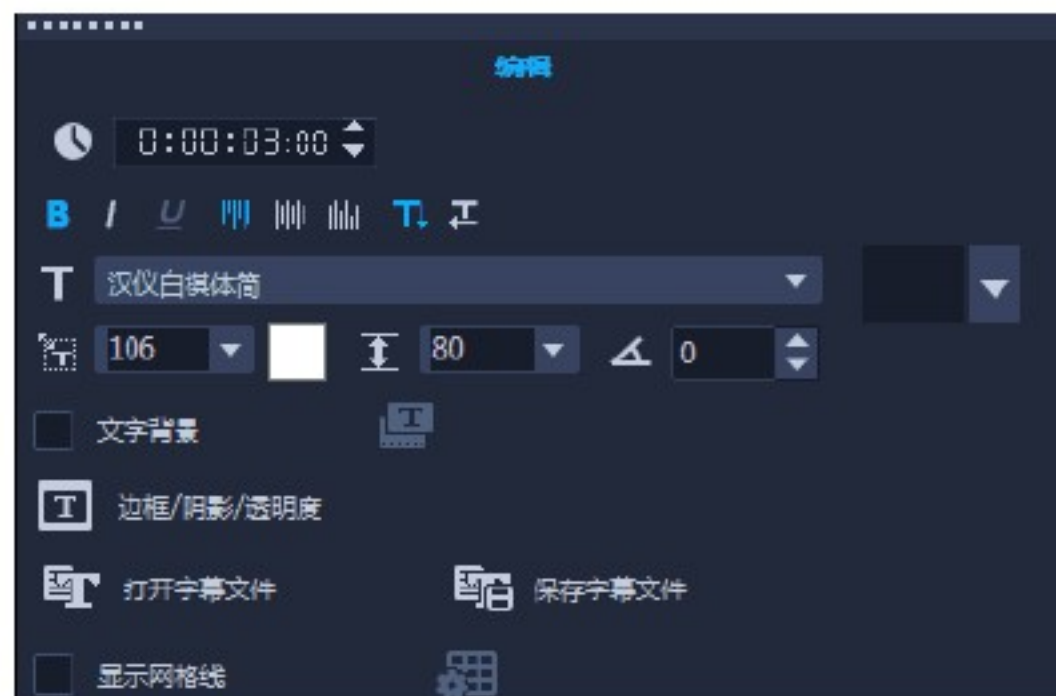 编辑
0:00:03:00
B I U
T 汉仪白棋体简
106 80 0
文字背景
边框/阴影/透明度
打开字幕文件 保存字幕文件
显示网格线